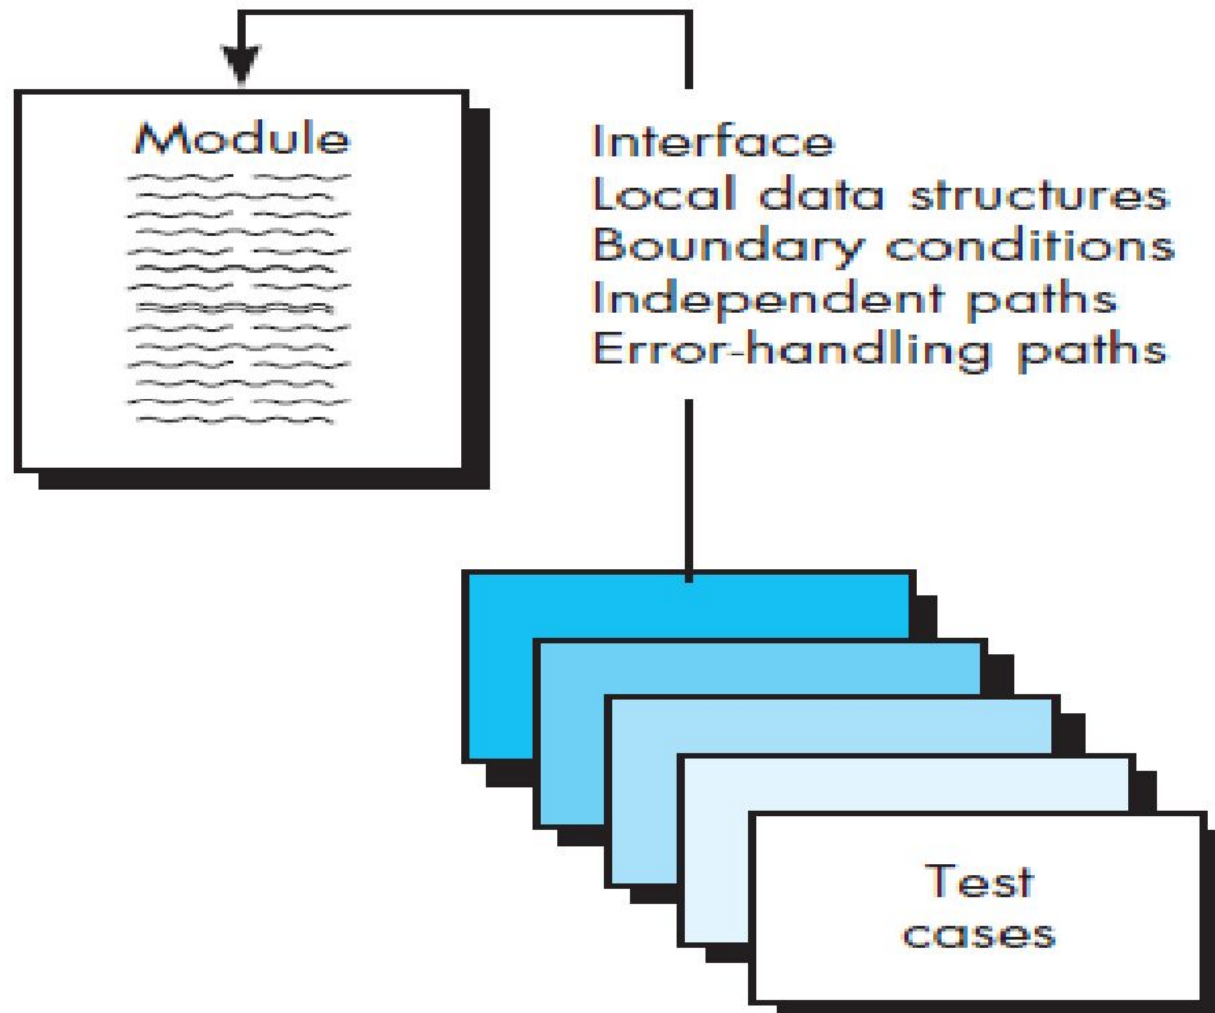 Module
Interface
Local data structures
Boundary conditions
Independent paths
Error-handling paths
Test
cases